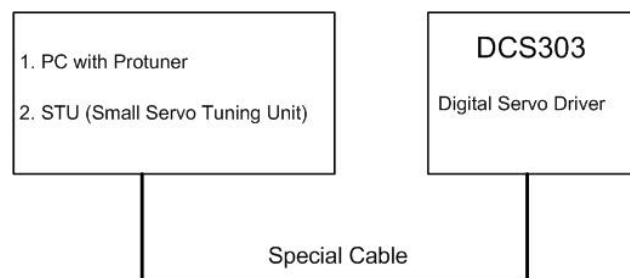 1. PC with Protuner
2. STU (Small Servo Tuning Unit)
DCS303
Digital Servo Driver
Special Cable